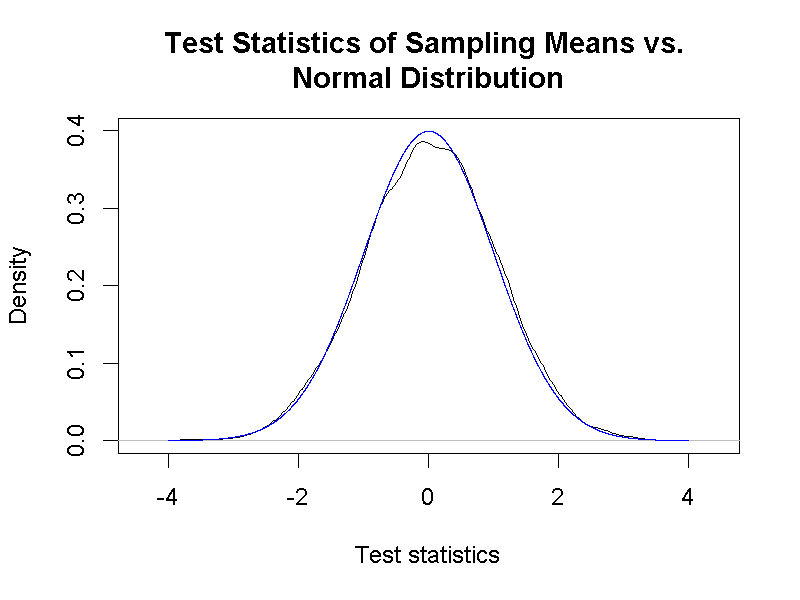 Test Statistics of Sampling Means vs.
Normal Distribution
0.4
0.3
0.2
0.1
0.0
Density
-4 -2 0 2 4
Test statistics